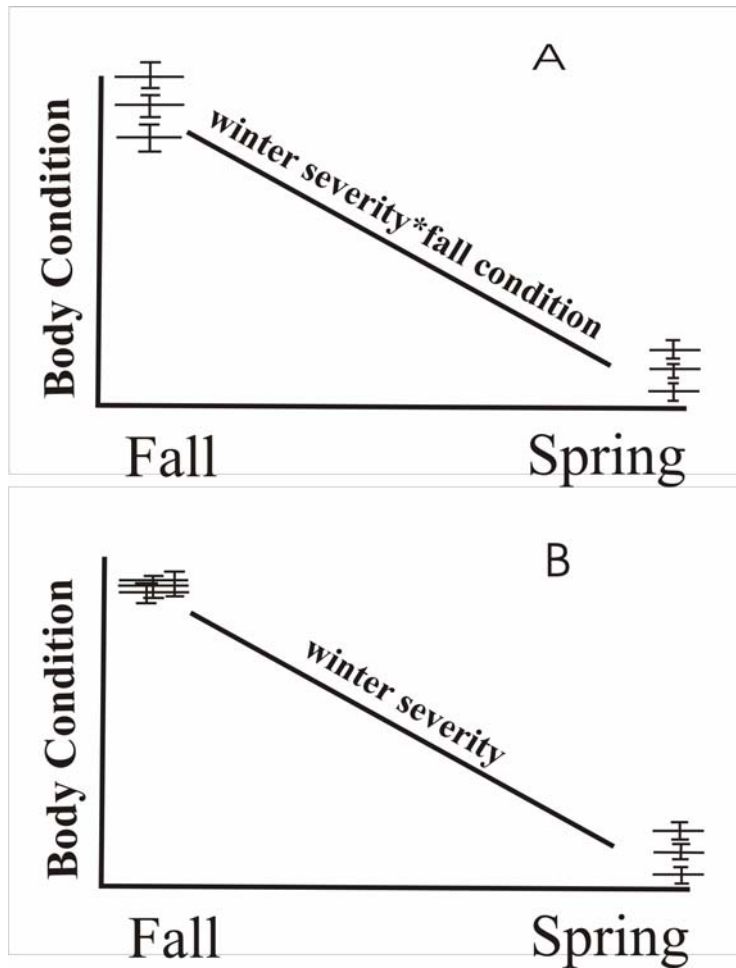 A
Body Condition
winter severity*fall condition
Fall
Spring
B
Body Condition
winter severity
Fall
Spring